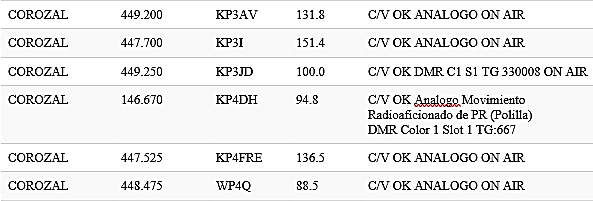 COROZAL 449.200 KP3AV 131.8 C/V OK ANALOGO ON AIR
COROZAL 447.700 KP3I 151.4 C/V OK ANALOGO ON AIR
COROZAL 449.250 KP3JD 100.0 C/V OK DMR C1 S1 TG 330008 ON AIR
COROZAL 146.670 KP4DH 94.8 C/V OK Analogo Movimiento
Radioaficionado de PR (Polilla)
DMR Color 1 Slot 1 TG:667
COROZAL 447.525 KP4FRE 136.5 C/V OK ANALOGO ON AIR
COROZAL 448.475 WP4Q 88.5 C/V OK ANALOGO ON AIR